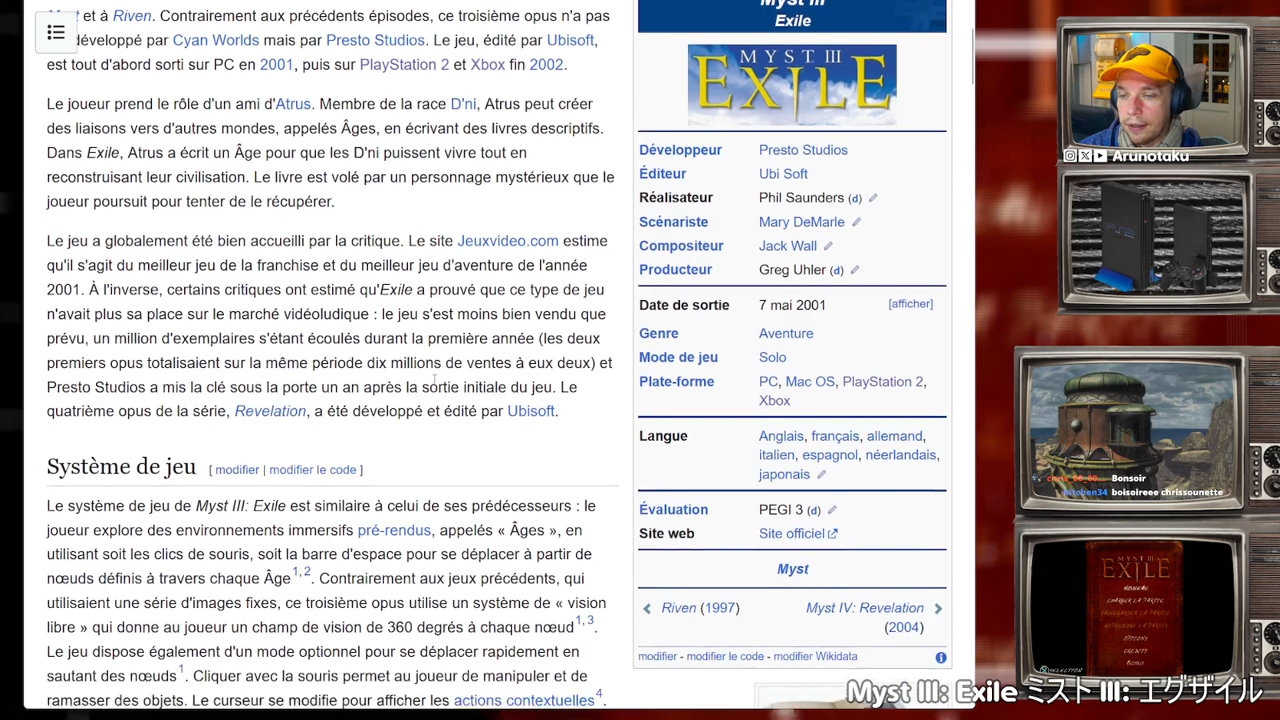 et à Riven. Contrairement aux précédents épisodes, ce troisième opus n'a pas
développé par Cyan Worlds mais par Presto Studios. Le jeu, édité par Ubisoft,
est tout d'abord sorti sur PC en 2001, puis sur PlayStation 2 et Xbox fin 2002.
Le joueur prend le rôle d'un ami d'Atrus. Membre de la race D'ni, Atrus peut créer
des liaisons vers d'autres mondes, appelés Âges, en écrivant des livres descriptifs.
Dans Exile, Atrus a écrit un Âge pour que les D'ni puissent vivre tout en
reconstruisant leur civilisation. Le livre est volé par un personnage mystérieux que le
joueur poursuit pour tenter de le récupérer.
Le jeu a globalement été bien accueilli par la critique. Le site Jeuxvideo.com estime
qu'il s'agit du meilleur jeu de la franchise et du meilleur jeu d'aventure de l'année
2001. À l'inverse, certains critiques ont estimé qu'Exile a prouvé que ce type de jeu
n'avait plus sa place sur le marché vidéoludique : le jeu s'est moins bien vendu que
prévu, un million d'exemplaires s'étant écoulés durant la première année (les deux
premiers opus totalisaient sur la même période dix millions de ventes à eux deux) et
Presto Studios a mis la clé sous la porte un an après la sortie initiale du jeu. Le
quatrième opus de la série, Revelation, a été développé et édité par Ubisoft.
Système de jeu [ modifier | modifier le code ]
Le système de jeu de Myst III: Exile est similaire à celui de ses prédécesseurs : le
joueur explore des environnements immersifs pré-rendus, appelés « Âges », en
utilisant soit les clics de souris, soit la barre d'espace pour se déplacer à partir de
nœuds définis à travers chaque Âge1,2. Contrairement aux jeux précédents, qui
utilisaient une série d'images fixes, ce troisième opus utilise un système de « vision
libre » qui donne au joueur un champ de vision de 360 degrés à chaque nœud1,3.
Le jeu dispose également d'un mode optionnel pour se déplacer rapidement en
sautant des nœuds1. Cliquer avec la souris permet au joueur de manipuler et de
ramasser des objets. Le curseur se modifie pour indiquer les actions contextuelles4
Myst III
Exile
MYST III
EXILE
Développeur Presto Studios
Éditeur Ubi Soft
Réalisateur Phil Saunders (d)
Scénariste Mary DeMarle
Compositeur Jack Wall
Producteur Greg Uhler (d)
Date de sortie 7 mai 2001 [afficher]
Genre Aventure
Mode de jeu Solo
Plate-forme PC, Mac OS, PlayStation 2,
Xbox
Langue Anglais, français, allemand,
italien, espagnol, néerlandais,
japonais
Évaluation PEGI 3 (d)
Site web Site officiel
Myst
Riven (1997) Myst IV: Revelation
(2004)
modifier - modifier le code - modifier Wikidata
Arunotaku
PS2
Bonsoir
boisoireee chrissounette
MYST III
EXILE
NOUVEAU
CHARGER LA PARTIE
SAUVEGARDER LA PARTIE
REPRENDRE LA PARTIE
OPTIONS
CREDITS
BONUS
SELECTION
Myst III: Exile ミスト III: エグザイル